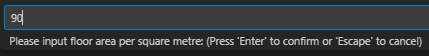 90
Please input floor area per square metre: (Press 'Enter' to confirm or 'Escape' to cancel)